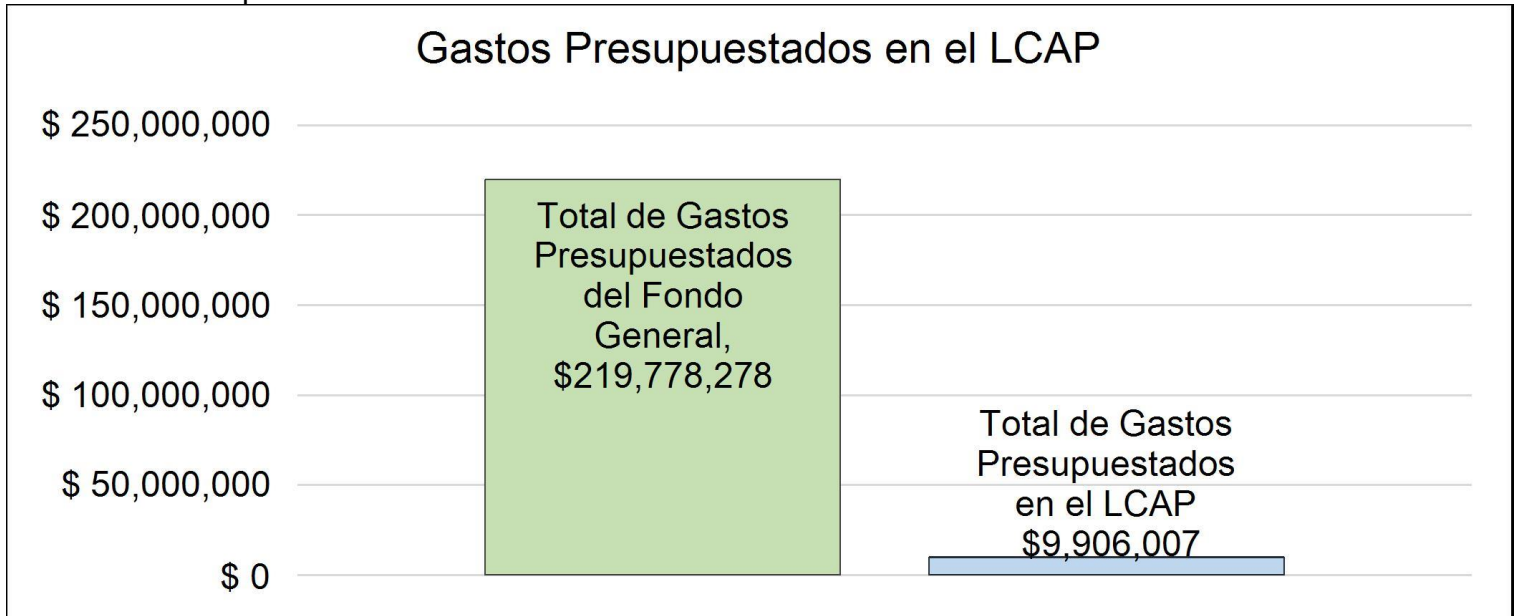 Gastos Presupuestados en el LCAP
$ 250,000,000
$ 200,000,000
$ 150,000,000
$ 100,000,000
$ 50,000,000
$ 0
Total de Gastos
Presupuestados
del Fondo
General,
$219,778,278
Total de Gastos
Presupuestados
en el LCAP
$9,906,007